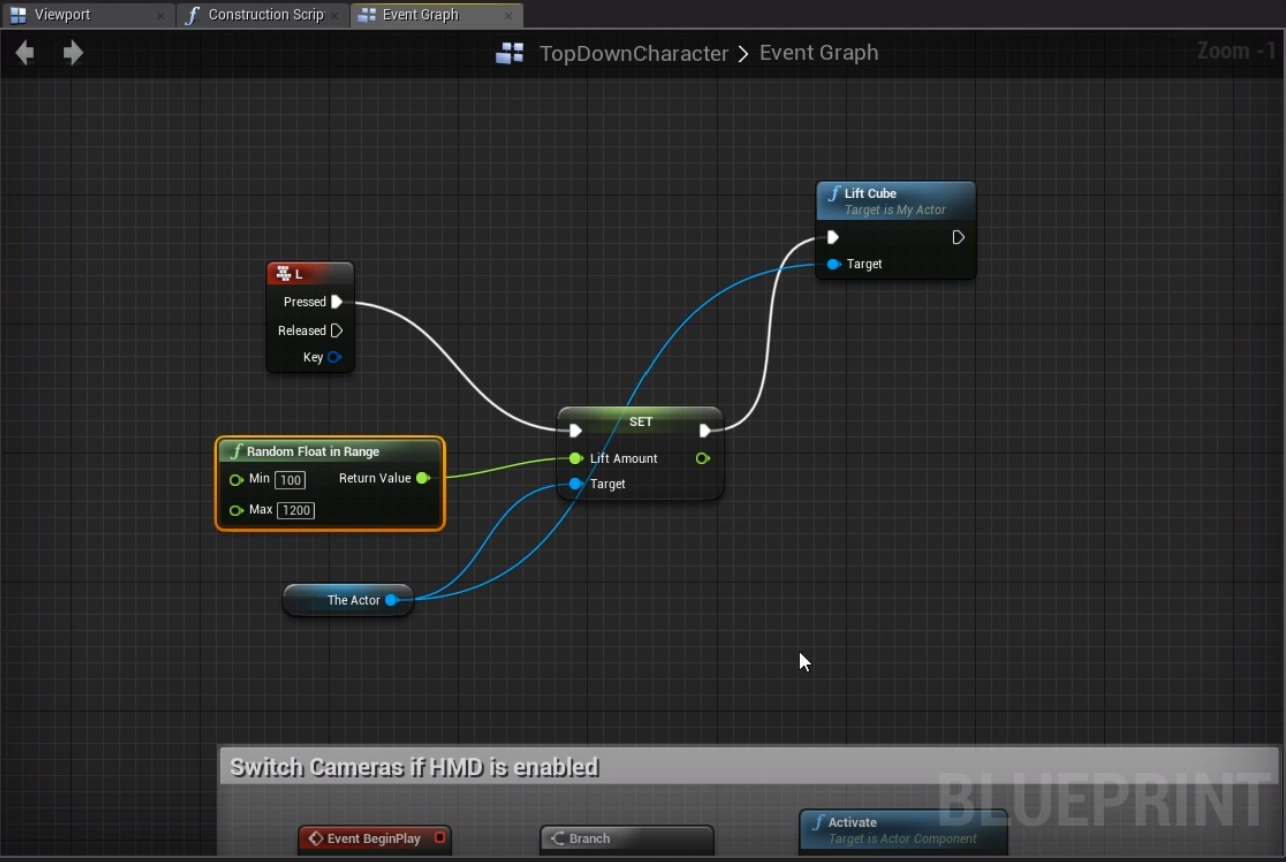 Viewport
Construction Scrip
Event Graph
TopDownCharacter > Event Graph
Zoom -1
Lift Cube
Target is My Actor
Target
L
Pressed
Released
Key
SET
Lift Amount
Target
Random Float in Range
Min 100 Return Value
Max 1200
The Actor
Switch Cameras if HMD is enabled
BLUEPRINT
Event BeginPlay
Branch
Activate
Target is Actor Component